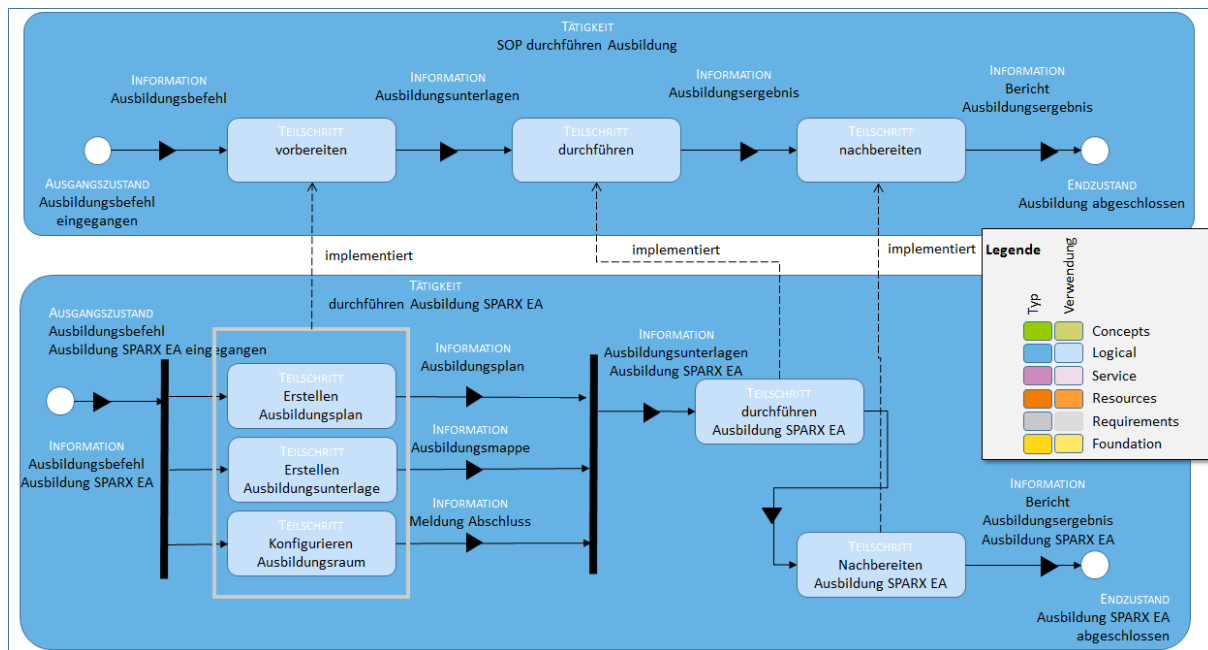 TÄTIGKEIT
SOP durchführen Ausbildung
INFORMATION
Ausbildungsbefehl
INFORMATION
Ausbildungsunterlagen
INFORMATION
Ausbildungsergebnis
INFORMATION
Bericht
Ausbildungsergebnis
TEILSCHRITT
vorbereiten
TEILSCHRITT
durchführen
TEILSCHRITT
nachbereiten
AUSGANGSZUSTAND
Ausbildungsbefehl
eingegangen
ENDZUSTAND
Ausbildung abgeschlossen
implementiert
implementiert
implementiert
Legende
Typ
Verwendung
Concepts
Logical
Service
Resources
Requirements
Foundation
TÄTIGKEIT
durchführen Ausbildung SPARX EA
AUSGANGSZUSTAND
Ausbildungsbefehl
Ausbildung SPARX EA eingegangen
INFORMATION
Ausbildungsbefehl
Ausbildung SPARX EA
TEILSCHRITT
Erstellen
Ausbildungsplan
TEILSCHRITT
Erstellen
Ausbildungsunterlage
TEILSCHRITT
Konfigurieren
Ausbildungsraum
INFORMATION
Ausbildungsplan
INFORMATION
Ausbildungsmappe
INFORMATION
Meldung Abschluss
INFORMATION
Ausbildungsunterlagen
Ausbildung SPARX EA
TEILSCHRITT
durchführen
Ausbildung SPARX EA
TEILSCHRITT
Nachbereiten
Ausbildung SPARX EA
INFORMATION
Bericht
Ausbildungsergebnis
Ausbildung SPARX EA
ENDZUSTAND
Ausbildung SPARX EA
abgeschlossen